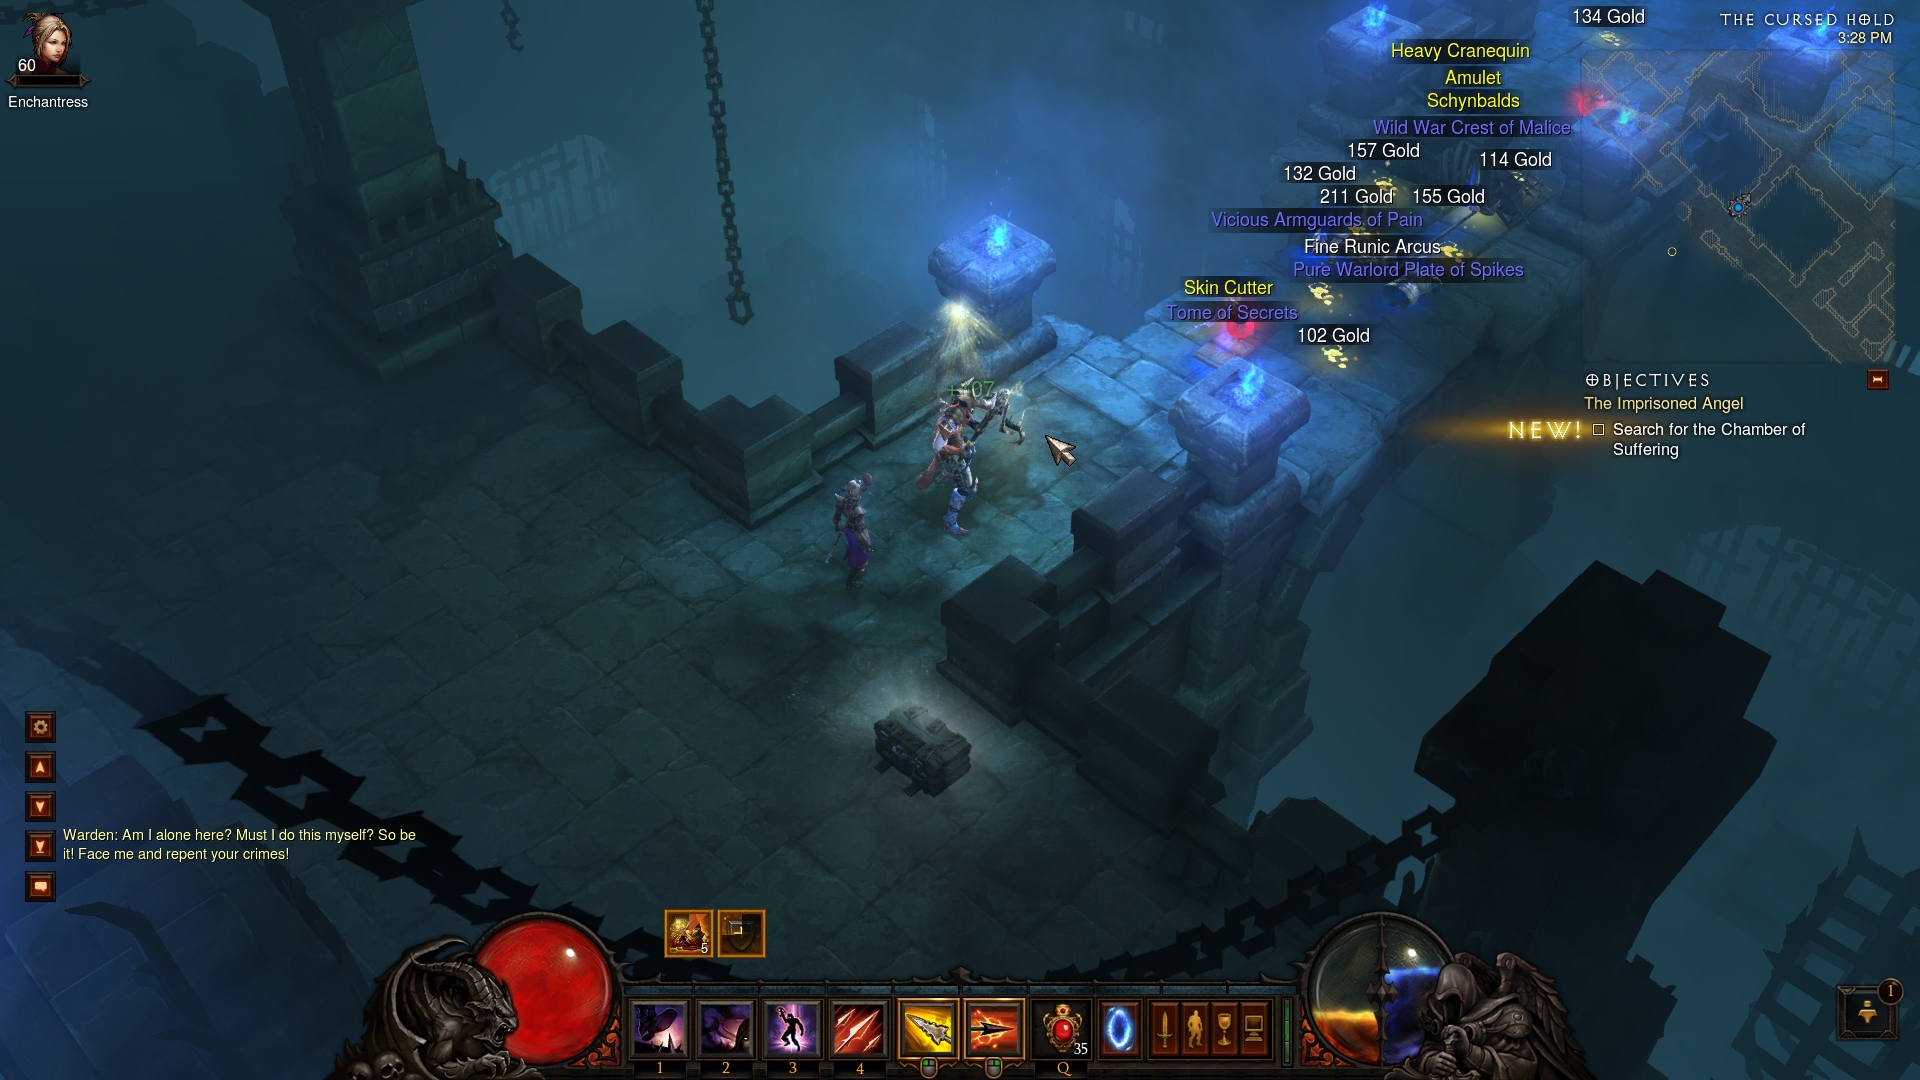 134 Gold
THE CURSED HOLD
3:28 PM
Heavy Cranequin
Amulet
Schynbalds
Wild War Crest of Malice
157 Gold
114 Gold
132 Gold
211 Gold
155 Gold
Vicious Armguards of Pain
Fine Runic Arcus
Pure Warlord Plate of Spikes
Skin Cutter
Tome of Secrets
102 Gold
60
Enchantress
OBJECTIVES
The Imprisoned Angel
NEW!
Search for the Chamber of
Suffering
Warden: Am I alone here? Must I do this myself? So be
it! Face me and repent your crimes!
5
35
1
1 2 3 4 Q